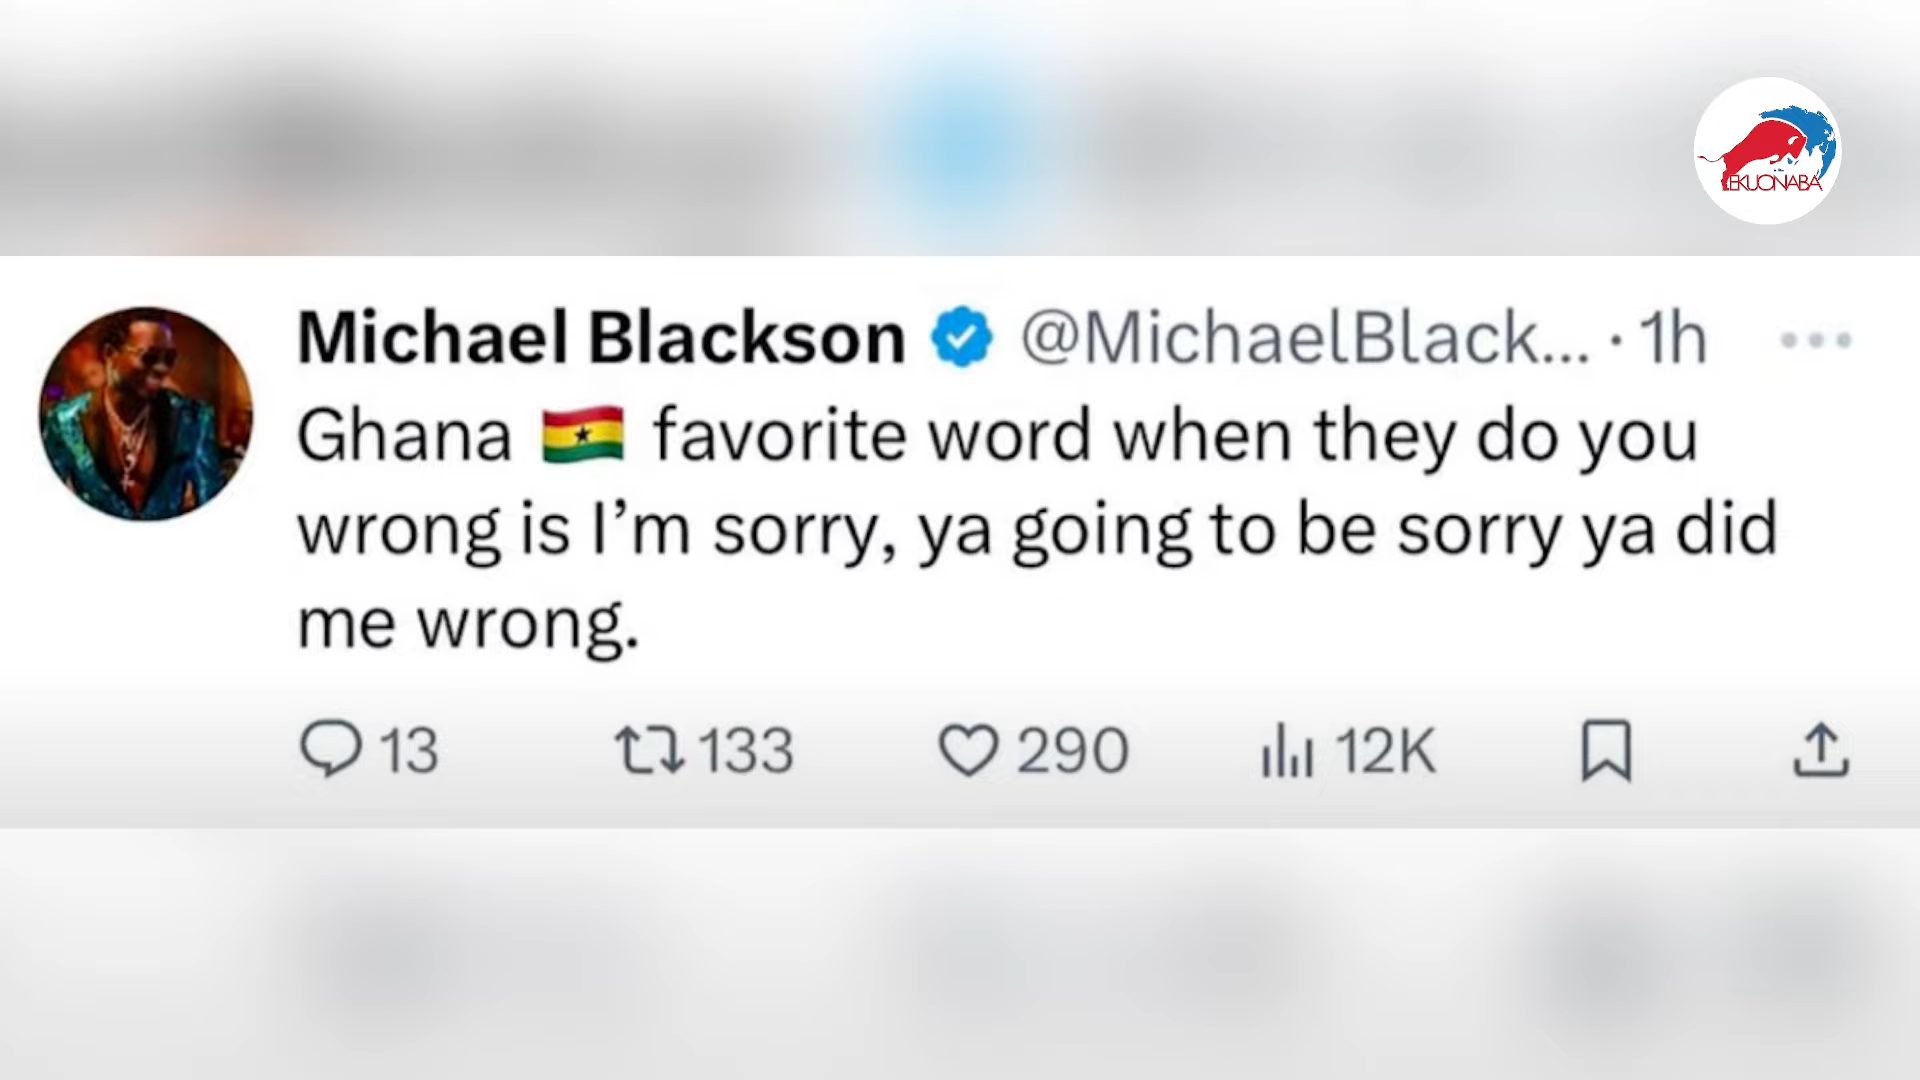 EKUONABA
Michael Blackson @MichaelBlack... · 1h
Ghana 🇬🇭 favorite word when they do you
wrong is I’m sorry, ya going to be sorry ya did
me wrong.
13 133 290 12K